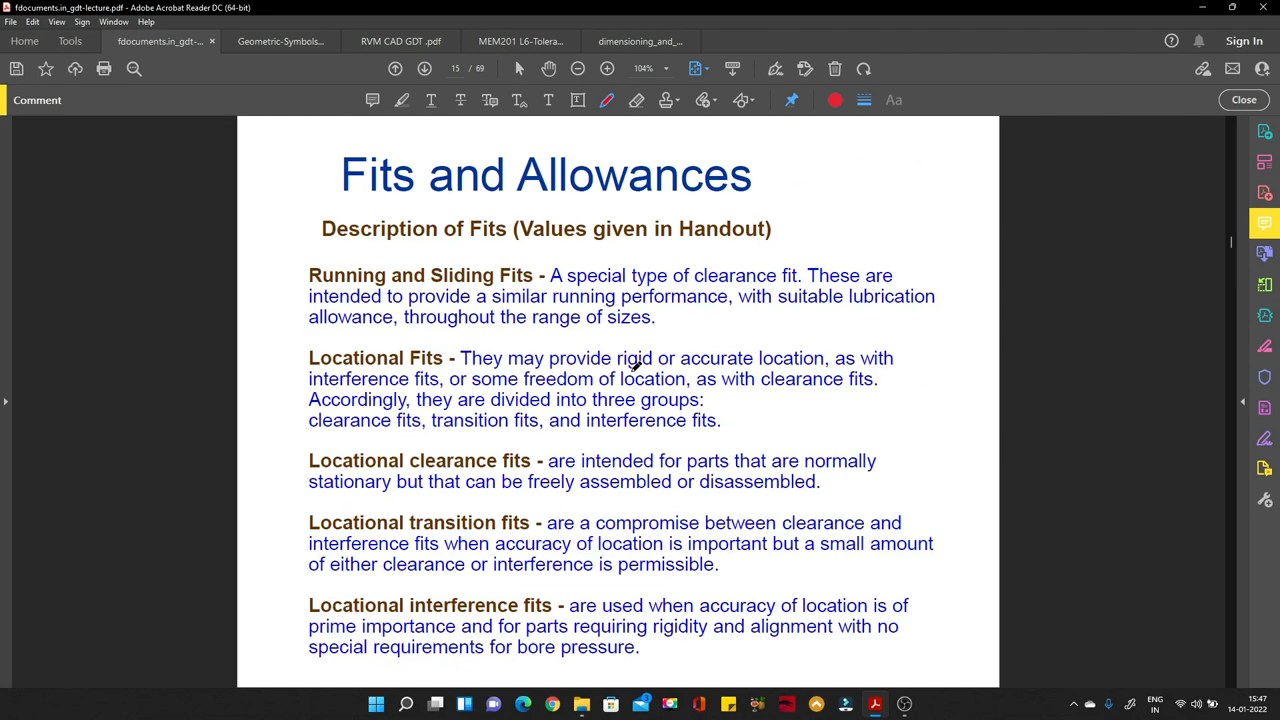 fdocuments.in_gdt-lecture.pdf - Adobe Acrobat Reader DC (64-bit)
File Edit View Sign Window Help
Home Tools fdocuments.in_gdt-... × Geometric-Symbols... RVM CAD GDT .pdf MEM201 L6-Tolera... dimensioning_and_... Sign In
15 / 69 104%
Comment Aa Close
Fits and Allowances
Description of Fits (Values given in Handout)
Running and Sliding Fits - A special type of clearance fit. These are
intended to provide a similar running performance, with suitable lubrication
allowance, throughout the range of sizes.
Locational Fits - They may provide rigid or accurate location, as with
interference fits, or some freedom of location, as with clearance fits.
Accordingly, they are divided into three groups:
clearance fits, transition fits, and interference fits.
Locational clearance fits - are intended for parts that are normally
stationary but that can be freely assembled or disassembled.
Locational transition fits - are a compromise between clearance and
interference fits when accuracy of location is important but a small amount
of either clearance or interference is permissible.
Locational interference fits - are used when accuracy of location is of
prime importance and for parts requiring rigidity and alignment with no
special requirements for bore pressure.
ENG 15:47
IN 14-01-2022